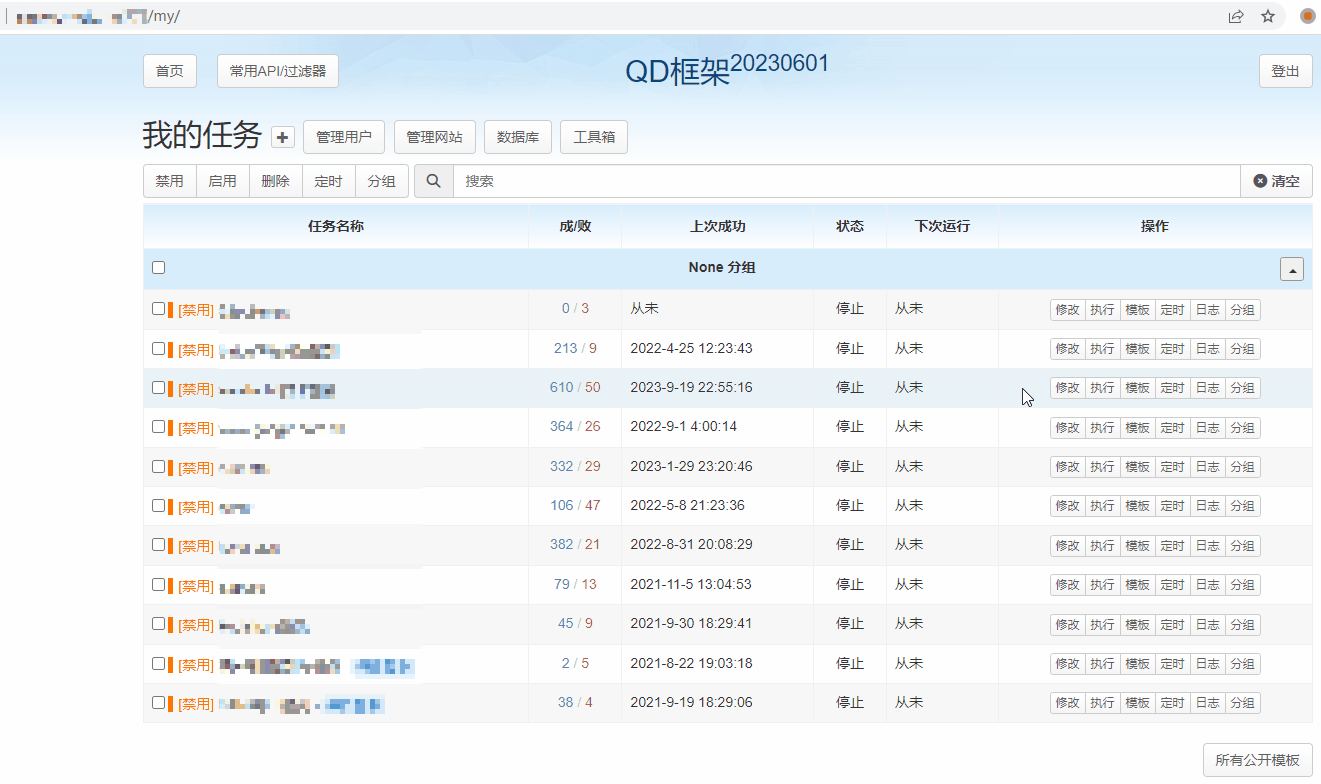 /my/
首页 常用API/过滤器 QD框架20230601 登出
我的任务 + 管理用户 管理网站 数据库 工具箱
禁用 启用 删除 定时 分组 搜索 清空
任务名称 成/败 上次成功 状态 下次运行 操作
None 分组
[禁用] 0 / 3 从未 停止 从未 修改 执行 模板 定时 日志 分组
[禁用] 213 / 9 2022-4-25 12:23:43 停止 从未 修改 执行 模板 定时 日志 分组
[禁用] 610 / 50 2023-9-19 22:55:16 停止 从未 修改 执行 模板 定时 日志 分组
[禁用] 364 / 26 2022-9-1 4:00:14 停止 从未 修改 执行 模板 定时 日志 分组
[禁用] 332 / 29 2023-1-29 23:20:46 停止 从未 修改 执行 模板 定时 日志 分组
[禁用] 106 / 47 2022-5-8 21:23:36 停止 从未 修改 执行 模板 定时 日志 分组
[禁用] 382 / 21 2022-8-31 20:08:29 停止 从未 修改 执行 模板 定时 日志 分组
[禁用] 79 / 13 2021-11-5 13:04:53 停止 从未 修改 执行 模板 定时 日志 分组
[禁用] 45 / 9 2021-9-30 18:29:41 停止 从未 修改 执行 模板 定时 日志 分组
[禁用] 2 / 5 2021-8-22 19:03:18 停止 从未 修改 执行 模板 定时 日志 分组
[禁用] 38 / 4 2021-9-19 18:29:06 停止 从未 修改 执行 模板 定时 日志 分组
所有公开模板